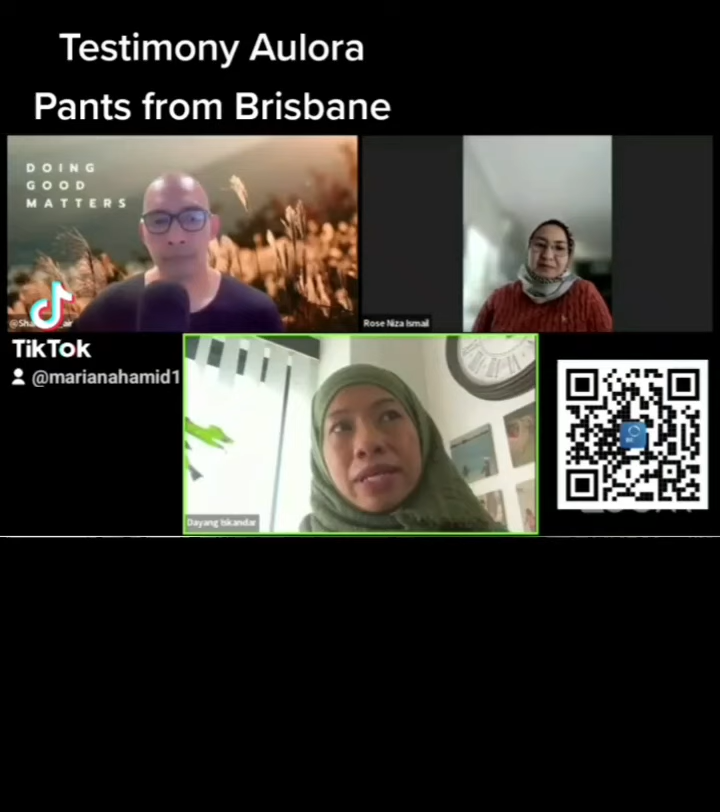 Testimony Aulora
Pants from Brisbane
DOING
GOOD
MATTERS
Rose Niza Ismail
TikTok
@marianahamid1
Dayang Iskandar